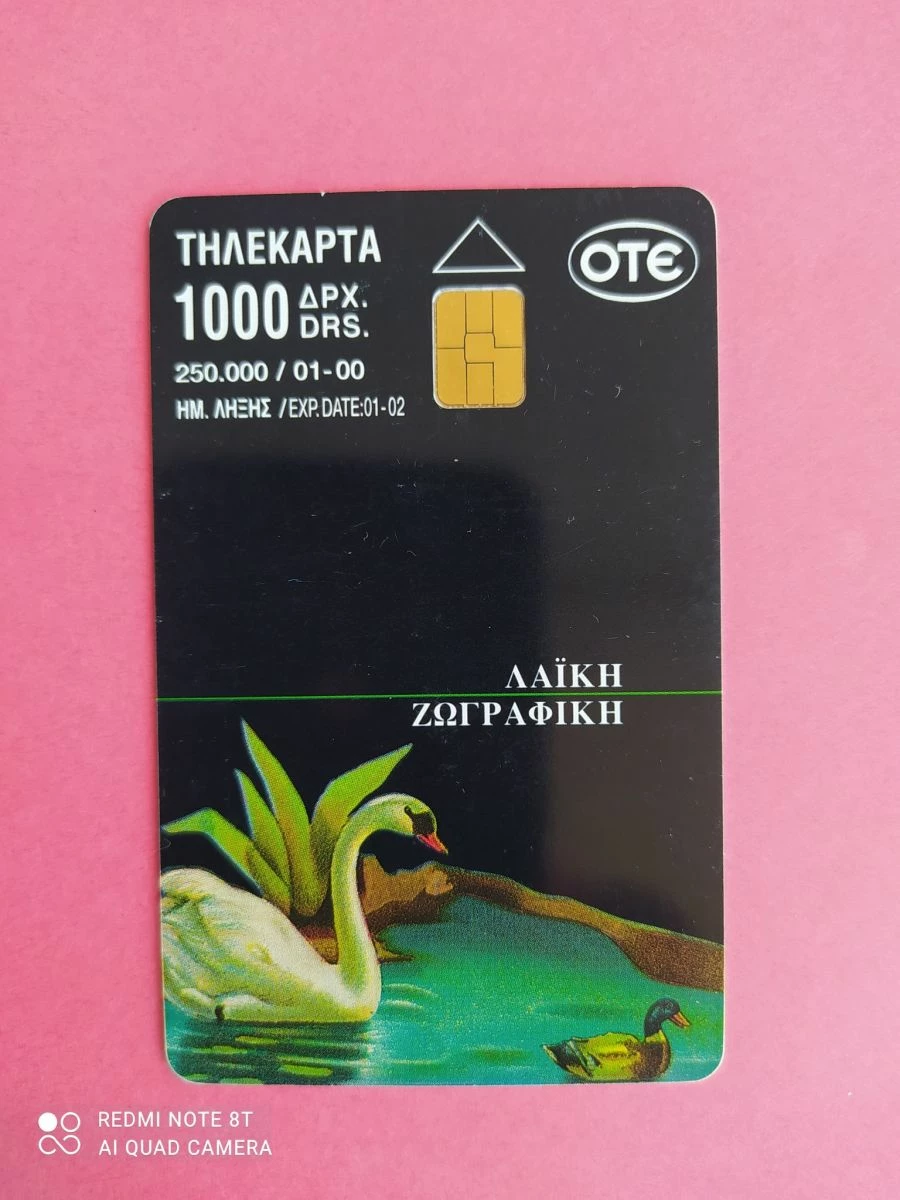 ΤΗΛΕΚΑΡΤΑ
1000 ΔΡΧ. DRS.
250.000 / 01-00
ΗΜ. ΛΗΞΗΣ / EXP. DATE:01-02
ΟΤΕ
ΛΑΪΚΗ
ΖΩΓΡΑΦΙΚΗ
REDMI NOTE 8T
AI QUAD CAMERA